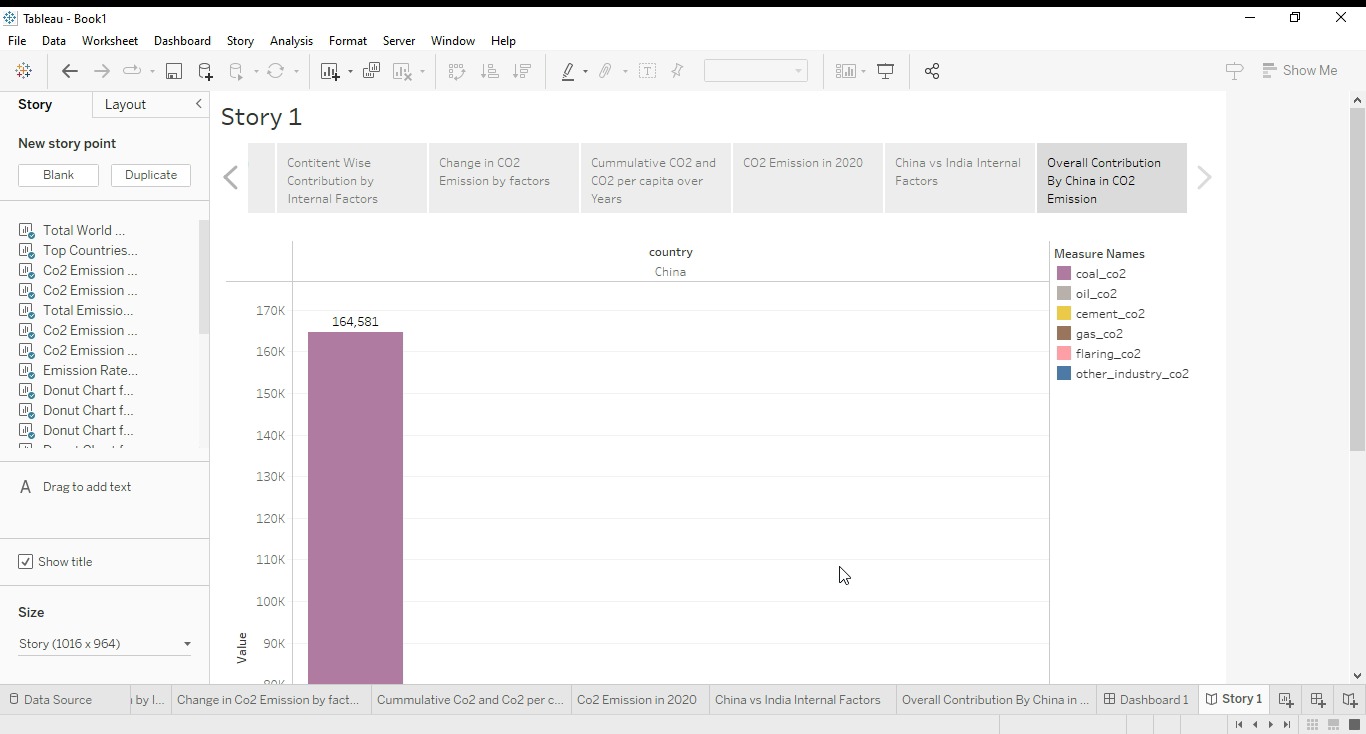 Tableau - Book1
File Data Worksheet Dashboard Story Analysis Format Server Window Help
Show Me
Story Layout
New story point
Blank Duplicate
Total World ...
Top Countries...
Co2 Emission ...
Co2 Emission ...
Total Emissio...
Co2 Emission ...
Co2 Emission ...
Emission Rate...
Donut Chart f...
Donut Chart f...
Donut Chart f...
A Drag to add text
Show title
Size
Story (1016 x 964)
Story 1
Contitent Wise
Contribution by
Internal Factors
Change in CO2
Emission by factors
Cummulative CO2 and
CO2 per capita over
Years
CO2 Emission in 2020
China vs India Internal
Factors
Overall Contribution
By China in CO2
Emission
country
China
170K
164,581
160K
150K
140K
130K
120K
110K
100K
90K
Value
Measure Names
coal_co2
oil_co2
cement_co2
gas_co2
flaring_co2
other_industry_co2
Data Source
by I... Change in Co2 Emission by fact... Cummulative Co2 and Co2 per c... Co2 Emission in 2020 China vs India Internal Factors Overall Contribution By China in ... Dashboard 1 Story 1